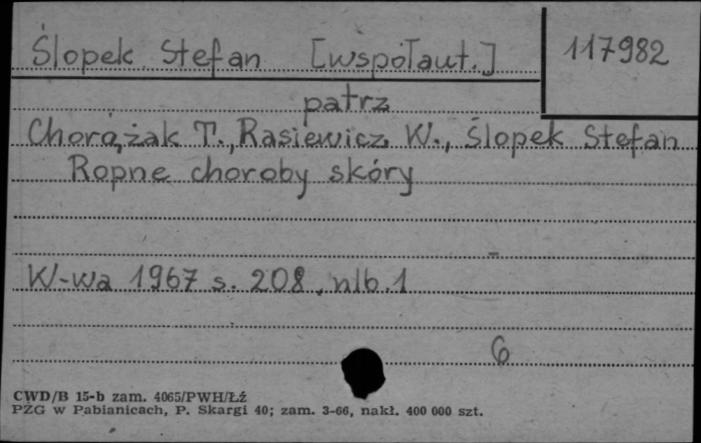 Ślopek Stefan [współaut.] 117982
patrz
Chorążak T., Rasiewicz W., Ślopek Stefan
Ropne choroby skóry
W-wa 1967 s. 208, nlb. 1
6
CWD/B 15-b zam. 4065/PWH/Łź
PZG w Pabianicach, P. Skargi 40; zam. 3-66, nakł. 400 000 szt.